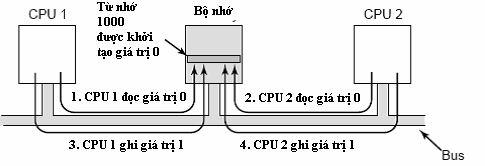 CPU 1
Từ nhớ
1000
được khởi
tạo giá trị 0
Bộ nhớ
CPU 2
1. CPU 1 đọc giá trị 0
2. CPU 2 đọc giá trị 0
3. CPU 1 ghi giá trị 1
4. CPU 2 ghi giá trị 1
Bus